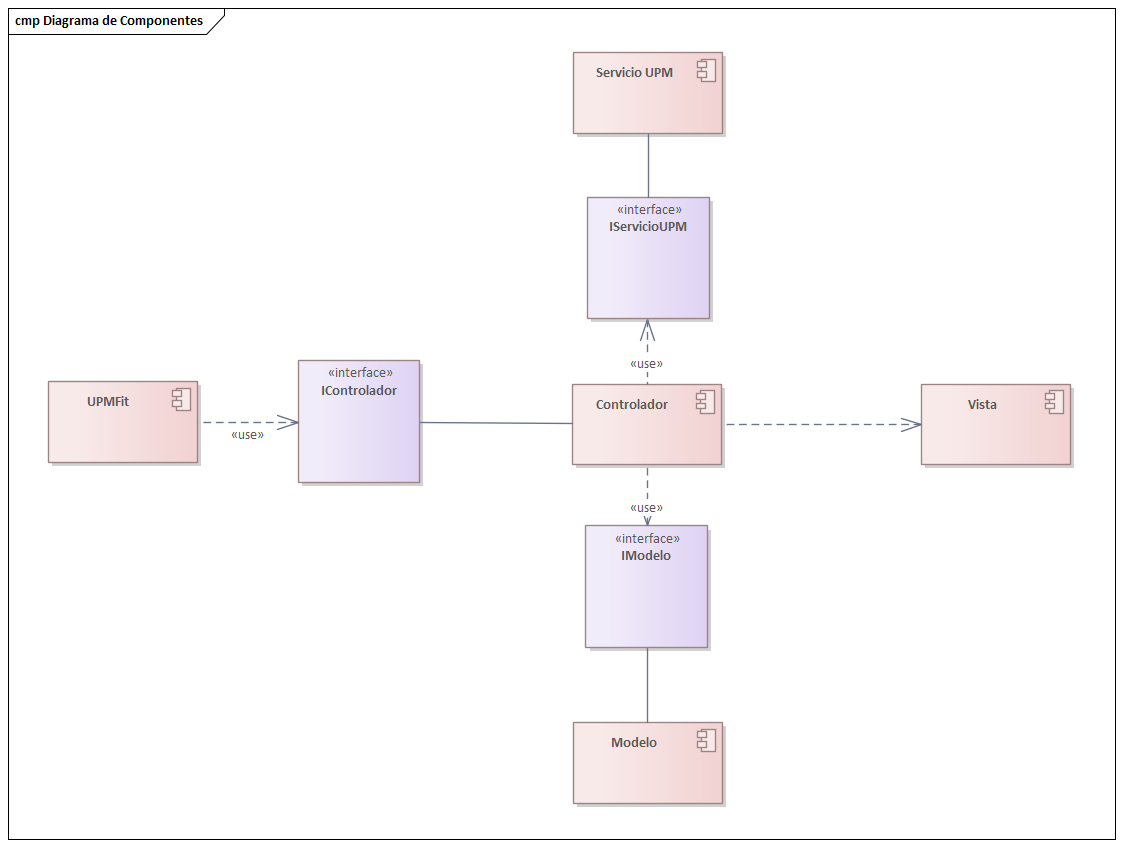 cmp Diagrama de Componentes
Servicio UPM
«interface»
IServicioUPM
«use»
«interface»
IControlador
UPMFit
«use»
Controlador
Vista
«use»
«interface»
IModelo
Modelo